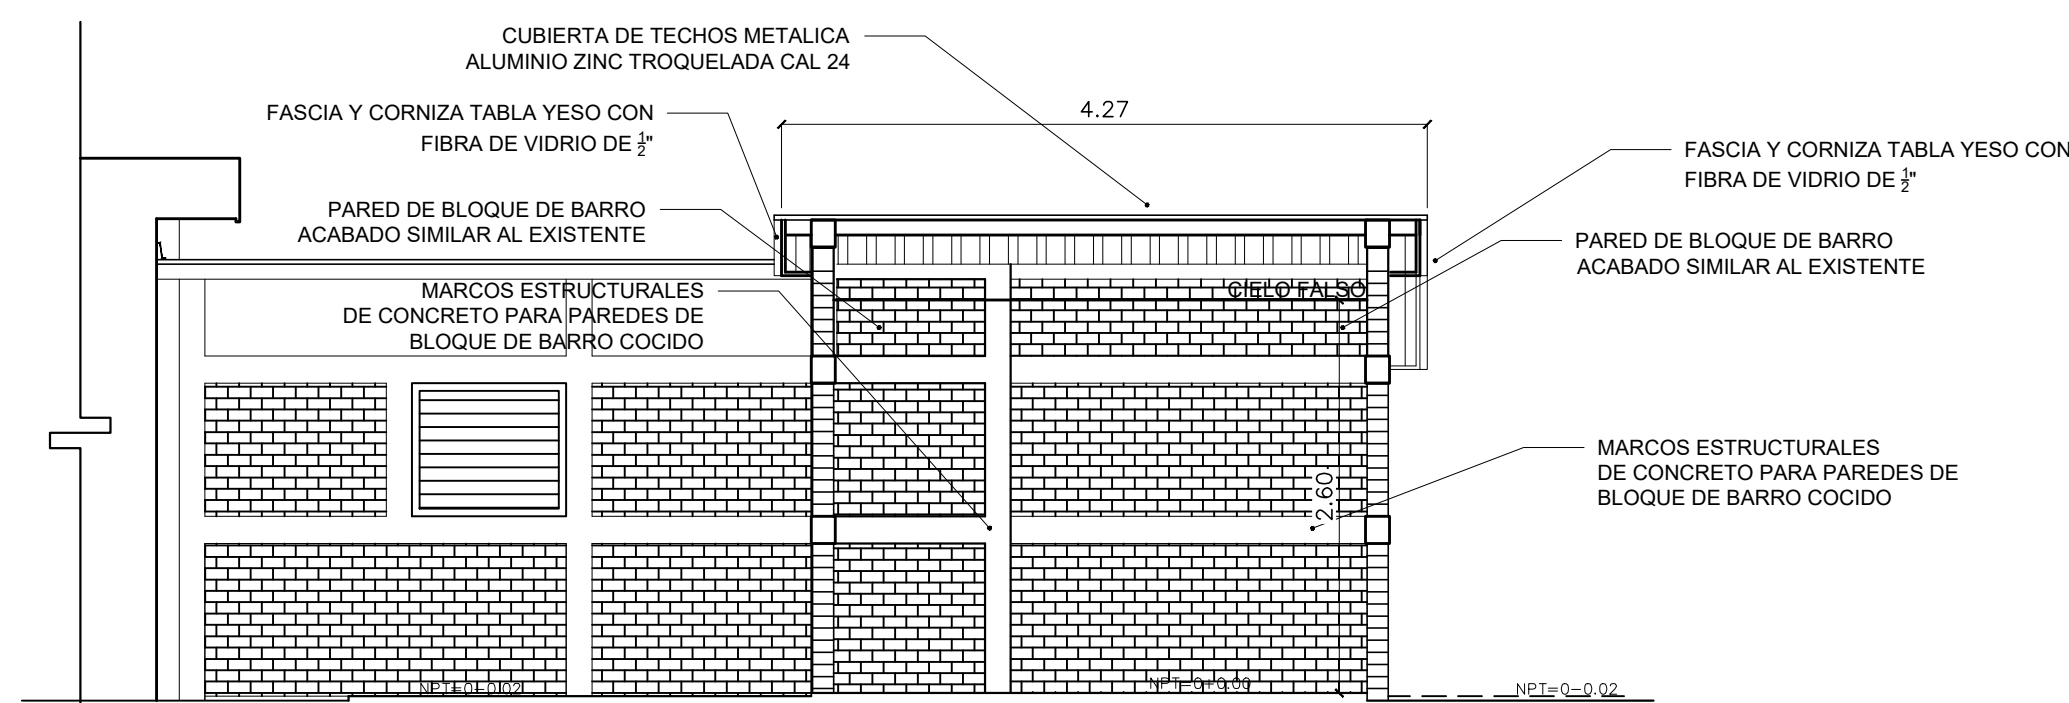 CUBIERTA DE TECHOS METALICA
ALUMINIO ZINC TROQUELADA CAL 24
FASCIA Y CORNIZA TABLA YESO CON
FIBRA DE VIDRIO DE ½"
4.27
FASCIA Y CORNIZA TABLA YESO CON
FIBRA DE VIDRIO DE ½"
PARED DE BLOQUE DE BARRO
ACABADO SIMILAR AL EXISTENTE
PARED DE BLOQUE DE BARRO
ACABADO SIMILAR AL EXISTENTE
MARCOS ESTRUCTURALES
DE CONCRETO PARA PAREDES DE
BLOQUE DE BARRO COCIDO
CIELO FALSO
MARCOS ESTRUCTURALES
DE CONCRETO PARA PAREDES DE
BLOQUE DE BARRO COCIDO
2.60
NPT=0-0.02
NPT=0+0.00
NPT=0-0.02